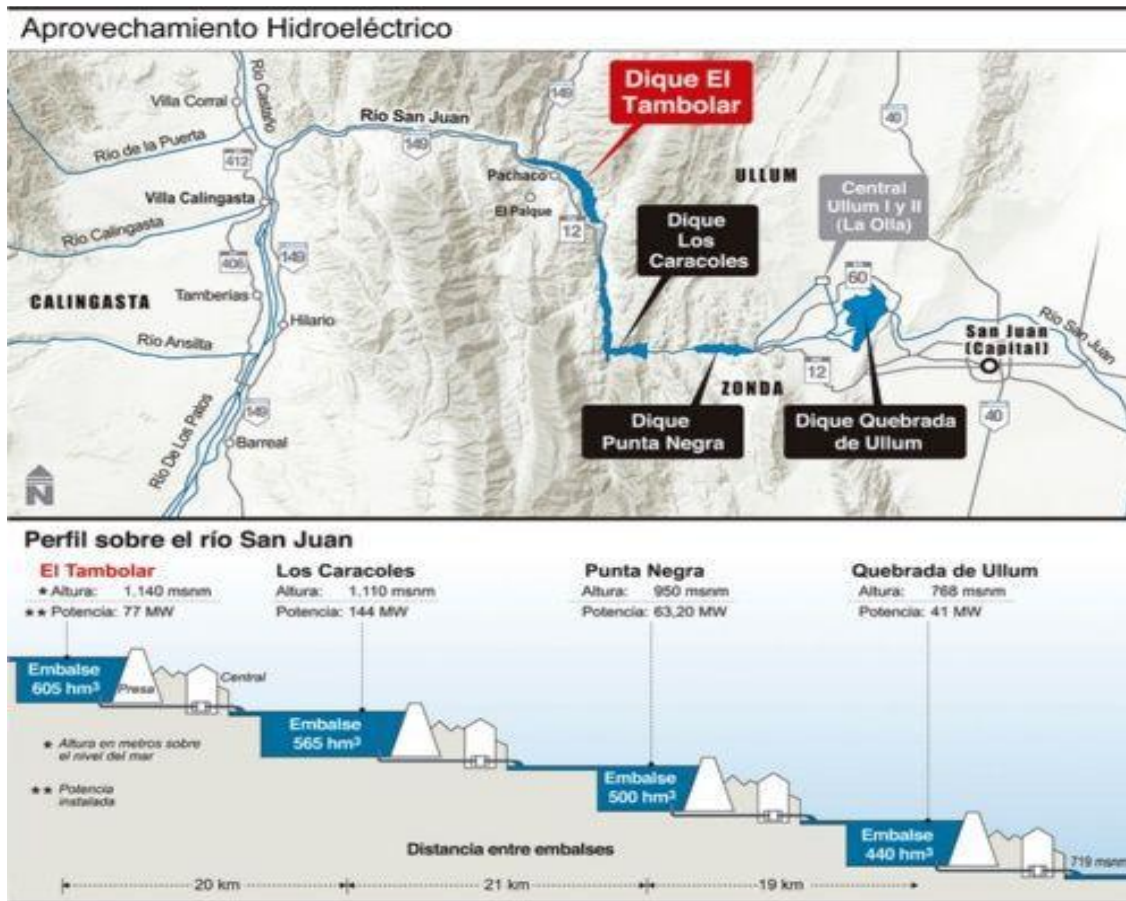 Aprovechamiento Hidroeléctrico
Dique El
Tambolar
149
40
Villa Corral
Río Castaño
Río San Juan
149
Río de la Puerta
412
Pachaco
ULLUM
Central
Ullum I y II
(La Olla)
Villa Calingasta
El Palque
Dique
Los
Caracoles
12
Río Calingasta
149
406
60
CALINGASTA
Tamberías
Hilario
Río San Juan
San Juan
(Capital)
Río Ansilta
12
ZONDA
149
Dique
Punta Negra
Dique Quebrada
de Ullum
40
Barreal
Río De Los Patos
N
Perfil sobre el río San Juan
El Tambolar
★ Altura: 1.140 msnm
★★ Potencia: 77 MW
Los Caracoles
Altura: 1.110 msnm
Potencia: 144 MW
Punta Negra
Altura: 950 msnm
Potencia: 63,20 MW
Quebrada de Ullum
Altura: 768 msnm
Potencia: 41 MW
Embalse
605 hm³
Presa
Central
Embalse
565 hm³
Embalse
500 hm³
Embalse
440 hm³
719 msnm
★ Altura en metros sobre
el nivel del mar
★★ Potencia
instalada
Distancia entre embalses
20 km
21 km
19 km